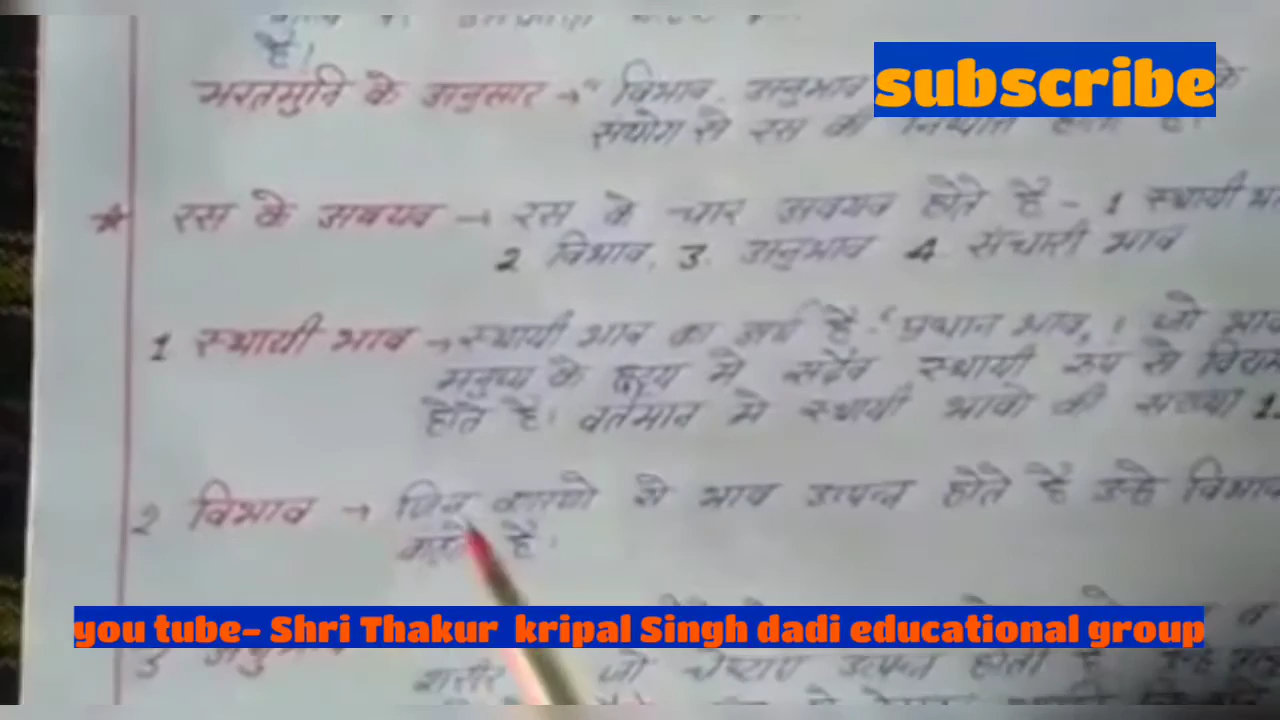 है।
subscribe
भरतमुनि के अनुसार → " विभाव, अनुभाव के
संयोग से रस की निष्पत्ति होती है।
★ रस के अवयव → रस के चार अवयव होते है - 1 स्थायी
2 विभाव, 3. अनुभाव 4. संचारी भाव
1 स्थायी भाव → स्थायी भाव का अर्थ है - "प्रधान भाव, । जो भाव
मनुष्य के हृदय मे सदैव स्थायी रूप से
होते है। वर्तमान मे स्थायी भावो की संख्या
2 विभाव → जिन कारणो से भाव उत्पन्न होते है उन्हे विभाव
कहते है।
you tube- Shri Thakur kripal Singh dadi educational group
3 अनुभाव
शरीर जो चेष्टाए उत्पन्न होती है